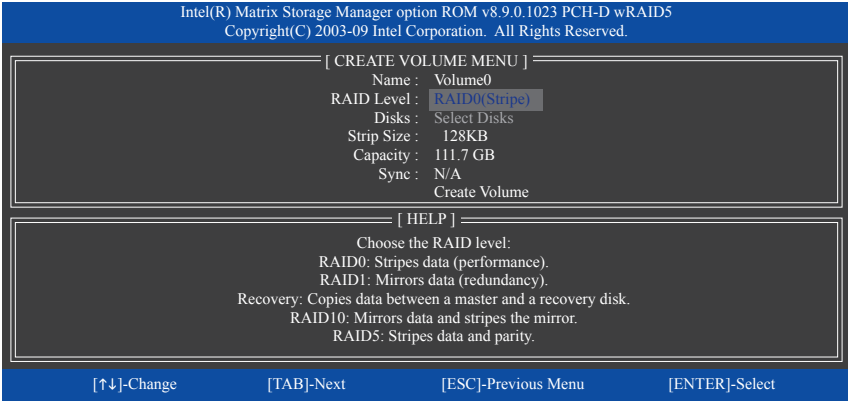 Intel(R) Matrix Storage Manager option ROM v8.9.0.1023 PCH-D wRAID5
Copyright(C) 2003-09 Intel Corporation.  All Rights Reserved.
[ CREATE VOLUME MENU ]
Name : Volume0
RAID Level : RAID0(Stripe)
Disks : Select Disks
Strip Size : 128KB
Capacity : 111.7 GB
Sync : N/A
Create Volume
[ HELP ]
Choose the RAID level:
RAID0: Stripes data (performance).
RAID1: Mirrors data (redundancy).
Recovery: Copies data between a master and a recovery disk.
RAID10: Mirrors data and stripes the mirror.
RAID5: Stripes data and parity.
[↑↓]-Change [TAB]-Next [ESC]-Previous Menu [ENTER]-Select